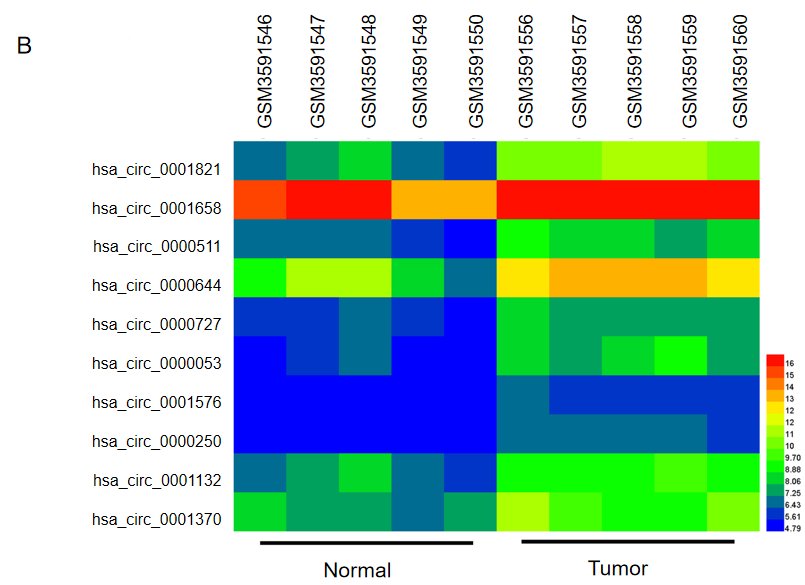 B
GSM3591546
GSM3591547
GSM3591548
GSM3591549
GSM3591550
GSM3591556
GSM3591557
GSM3591558
GSM3591559
GSM3591560
hsa_circ_0001821
hsa_circ_0001658
hsa_circ_0000511
hsa_circ_0000644
hsa_circ_0000727
hsa_circ_0000053
hsa_circ_0001576
hsa_circ_0000250
hsa_circ_0001132
hsa_circ_0001370
16
15
14
13
12
12
11
10
9.70
8.88
8.06
7.25
6.43
5.61
4.79
Normal
Tumor